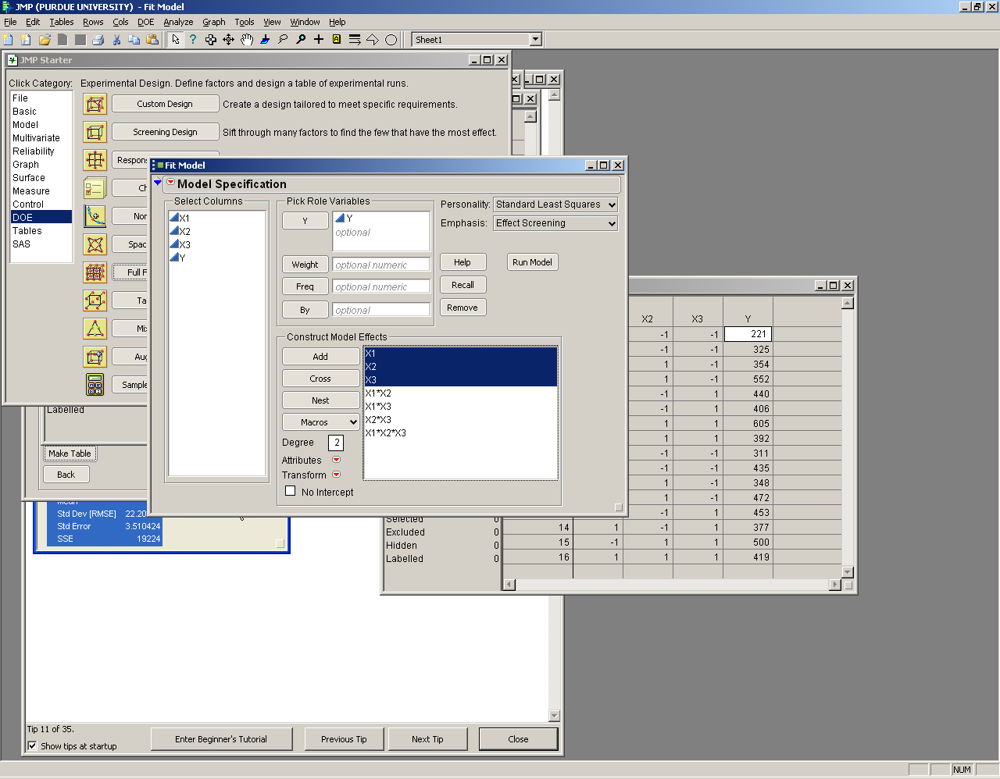 JMP (PURDUE UNIVERSITY) - Fit Model
File Edit Tables Rows Cols DOE Analyze Graph Tools View Window Help
Sheet1
JMP Starter
Click Category:
File
Basic
Model
Multivariate
Reliability
Graph
Surface
Measure
Control
DOE
Tables
SAS
Experimental Design. Define factors and design a table of experimental runs.
Custom Design Create a design tailored to meet specific requirements.
Screening Design Sift through many factors to find the few that have the most effect.
Respons
Ch
Non
Spac
Full F
Ta
Mix
Aug
Sample
Fit Model
Model Specification
Select Columns
X1
X2
X3
Y
Pick Role Variables
Y Y
optional
Weight optional numeric
Freq optional numeric
By optional
Personality: Standard Least Squares
Emphasis: Effect Screening
Help Run Model
Recall
Remove
Construct Model Effects
Add
Cross
Nest
Macros
Degree 2
Attributes
Transform
No Intercept
X1
X2
X3
X1*X2
X1*X3
X2*X3
X1*X2*X3
X2 X3 Y
-1 -1 221
-1 -1 325
1 -1 354
1 -1 552
-1 1 440
-1 1 406
1 1 605
1 1 392
-1 -1 311
-1 -1 435
1 -1 348
1 -1 472
-1 1 453
14 1 -1 1 377
15 -1 1 1 500
16 1 1 1 419
Selected 0
Excluded 0
Hidden 0
Labelled 0
Labelled
Make Table
Back
Std Dev [RMSE] 22.20
Std Error 3.510424
SSE 19224
Tip 11 of 35.
Show tips at startup
Enter Beginner's Tutorial Previous Tip Next Tip Close
NUM